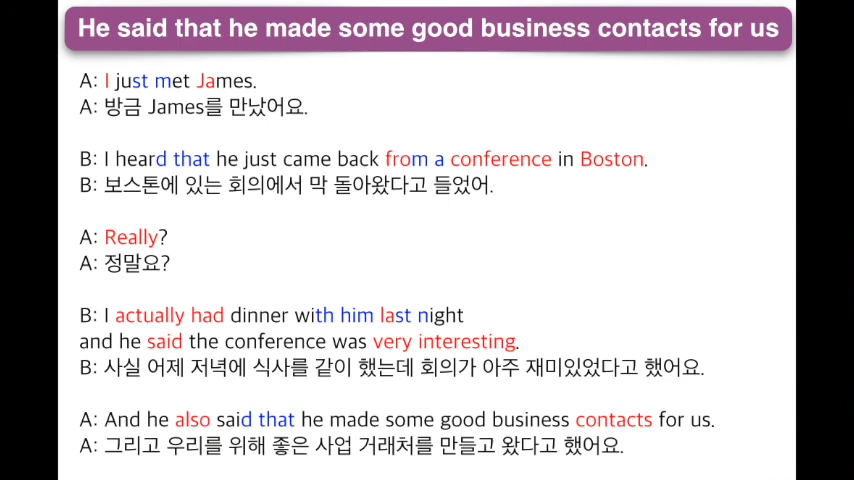 He said that he made some good business contacts for us
A: I just met James.
A: 방금 James를 만났어요.
B: I heard that he just came back from a conference in Boston.
B: 보스톤에 있는 회의에서 막 돌아왔다고 들었어.
A: Really?
A: 정말요?
B: I actually had dinner with him last night
and he said the conference was very interesting.
B: 사실 어제 저녁에 식사를 같이 했는데 회의가 아주 재미있었다고 했어요.
A: And he also said that he made some good business contacts for us.
A: 그리고 우리를 위해 좋은 사업 거래처를 만들고 왔다고 했어요.